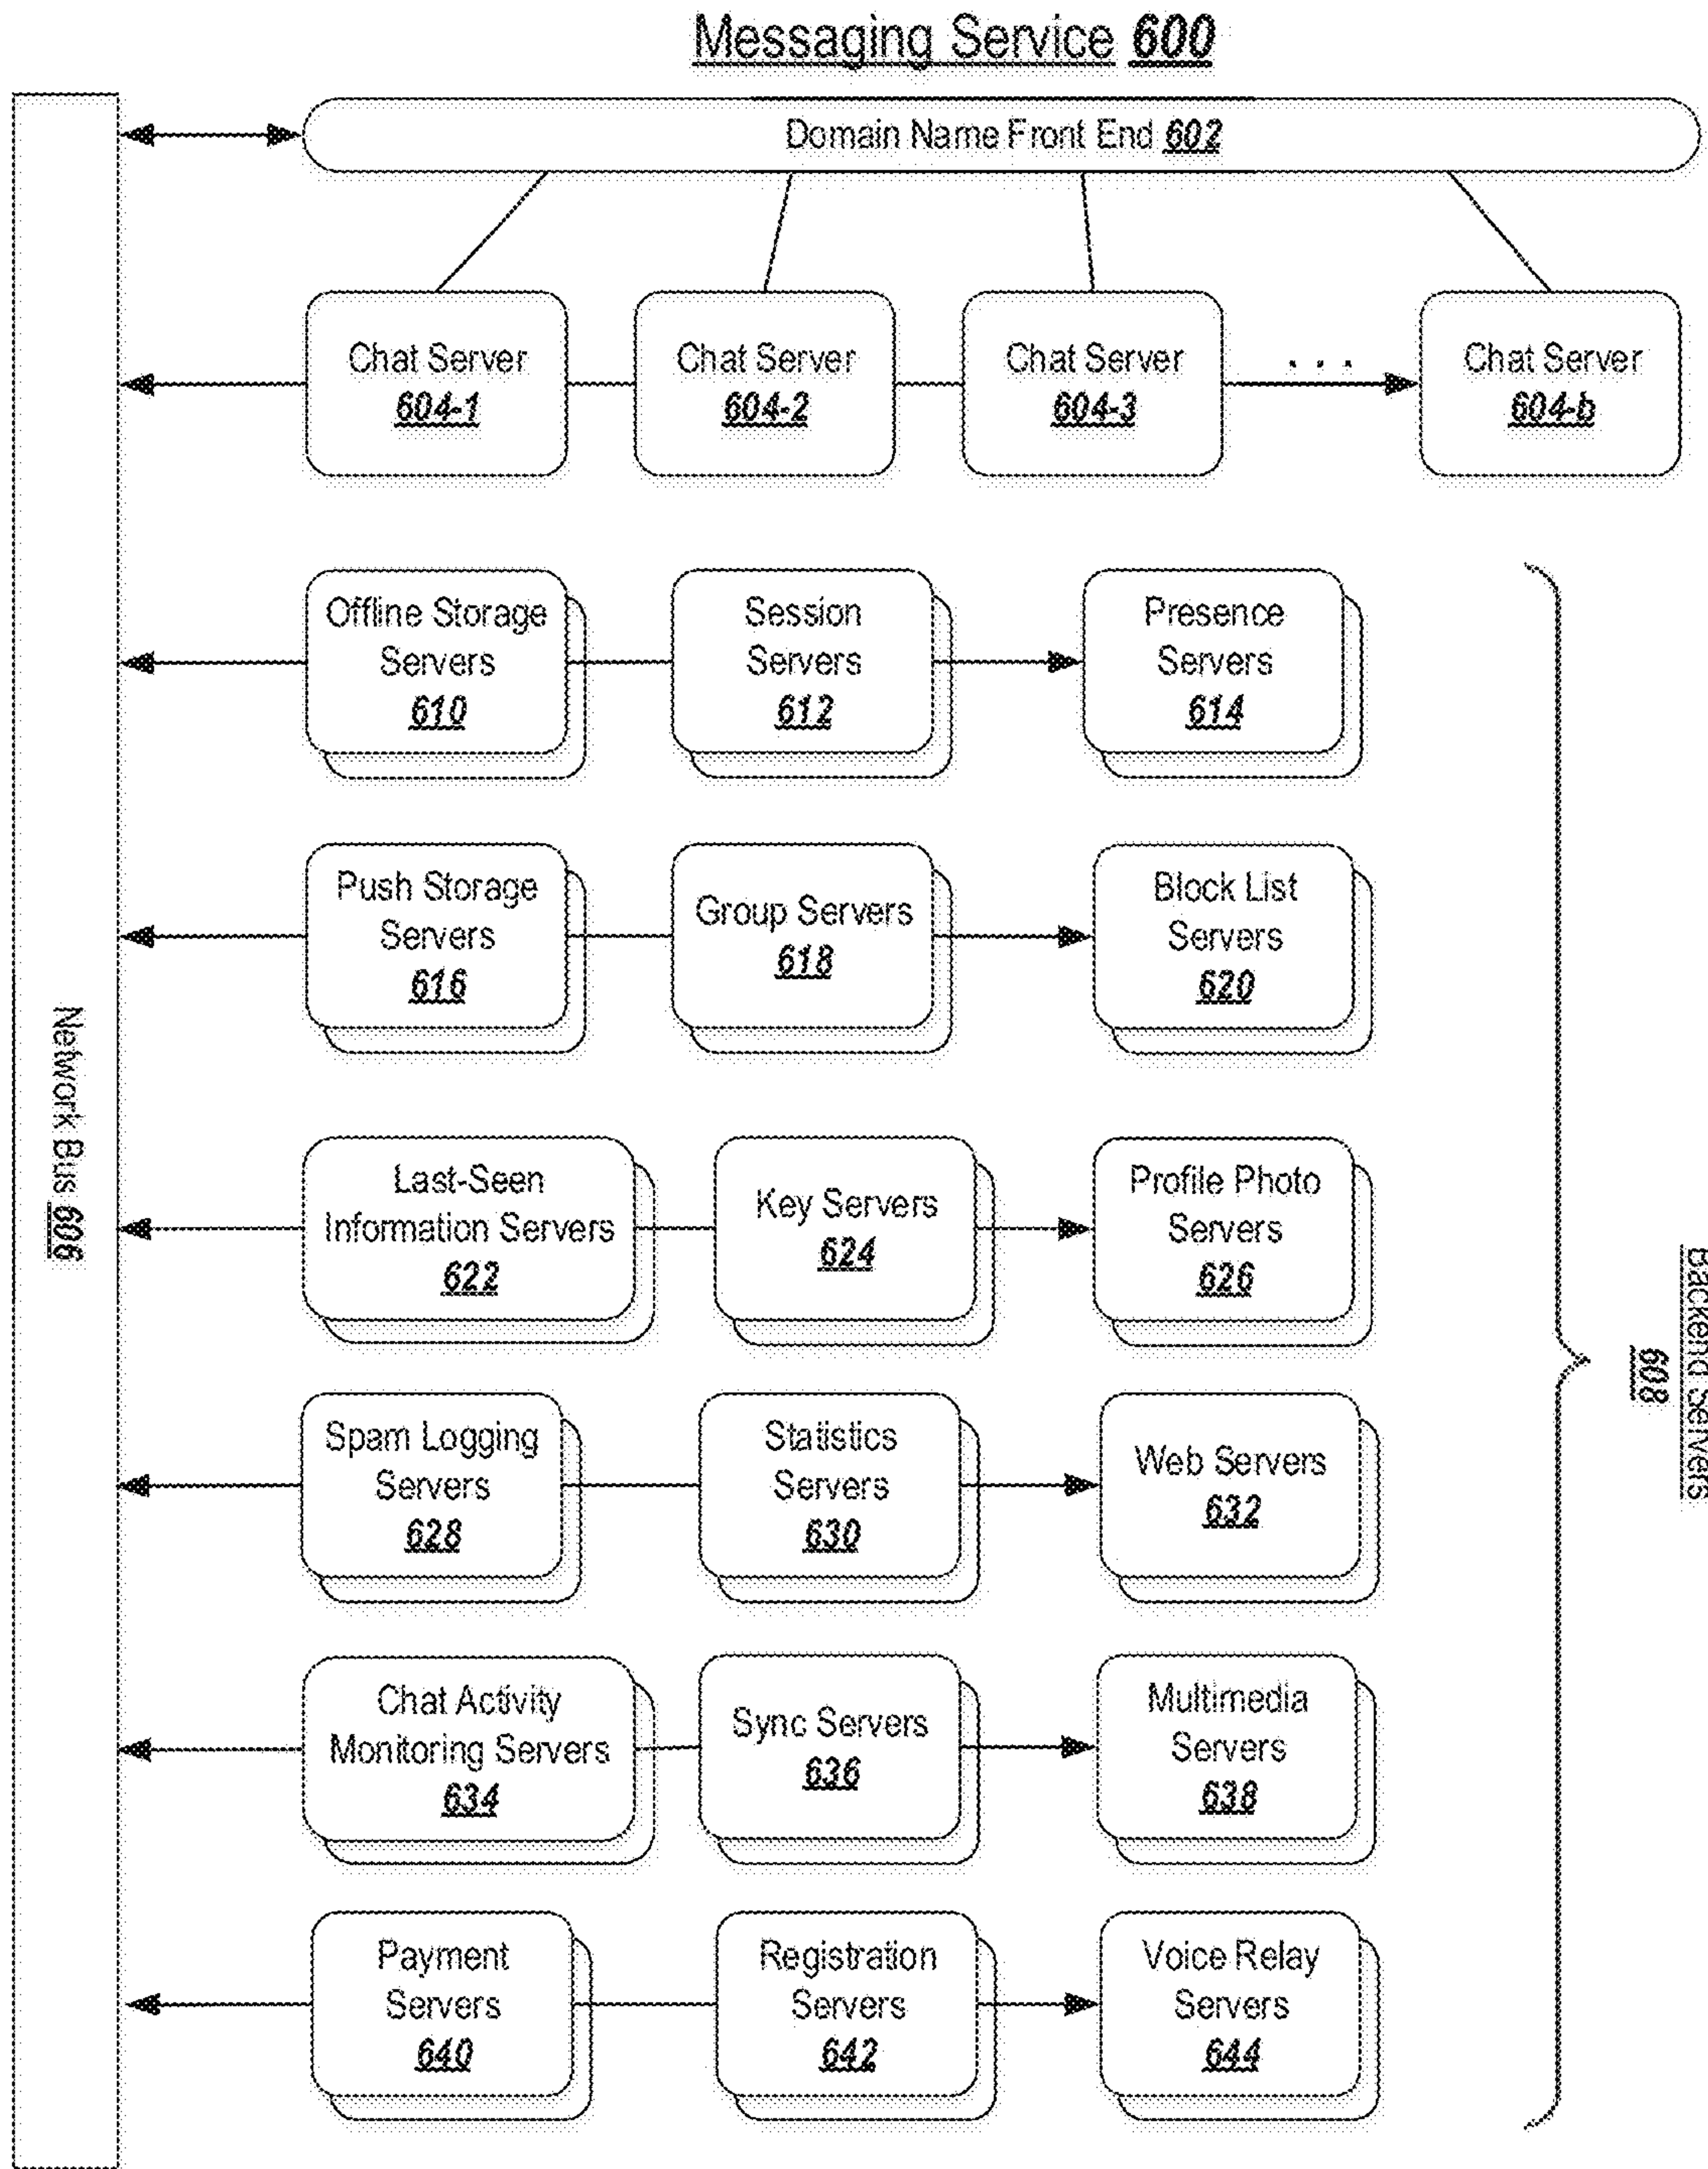 Messaging Service 600
Domain Name Front End 602
Chat Server
604-1
Chat Server
604-2
Chat Server
604-3
. . .
Chat Server
604-b
Offline Storage
Servers
610
Session
Servers
612
Presence
Servers
614
Push Storage
Servers
616
Group Servers
618
Block List
Servers
620
Network Bus 606
Last-Seen
Information Servers
622
Key Servers
624
Profile Photo
Servers
626
Backend Servers
608
Spam Logging
Servers
628
Statistics
Servers
630
Web Servers
632
Chat Activity
Monitoring Servers
634
Sync Servers
636
Multimedia
Servers
638
Payment
Servers
640
Registration
Servers
642
Voice Relay
Servers
644